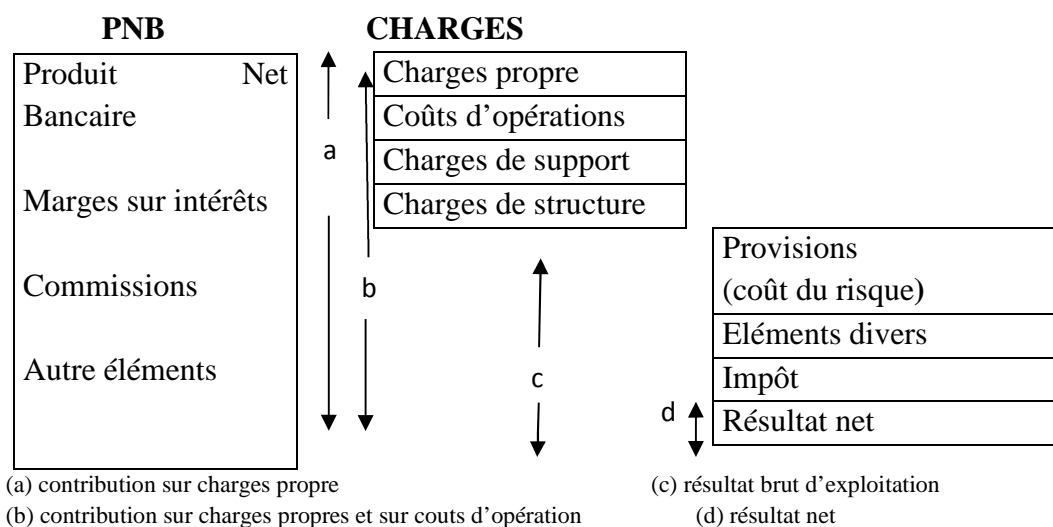 PNB
CHARGES
Produit Net
Bancaire
Marges sur intérêts
Commissions
Autre éléments
a
b
Charges propre
Coûts d’opérations
Charges de support
Charges de structure
c
Provisions
(coût du risque)
Eléments divers
Impôt
Résultat net
d
(a) contribution sur charges propre
(c) résultat brut d’exploitation
(b) contribution sur charges propres et sur couts d’opération
(d) résultat net